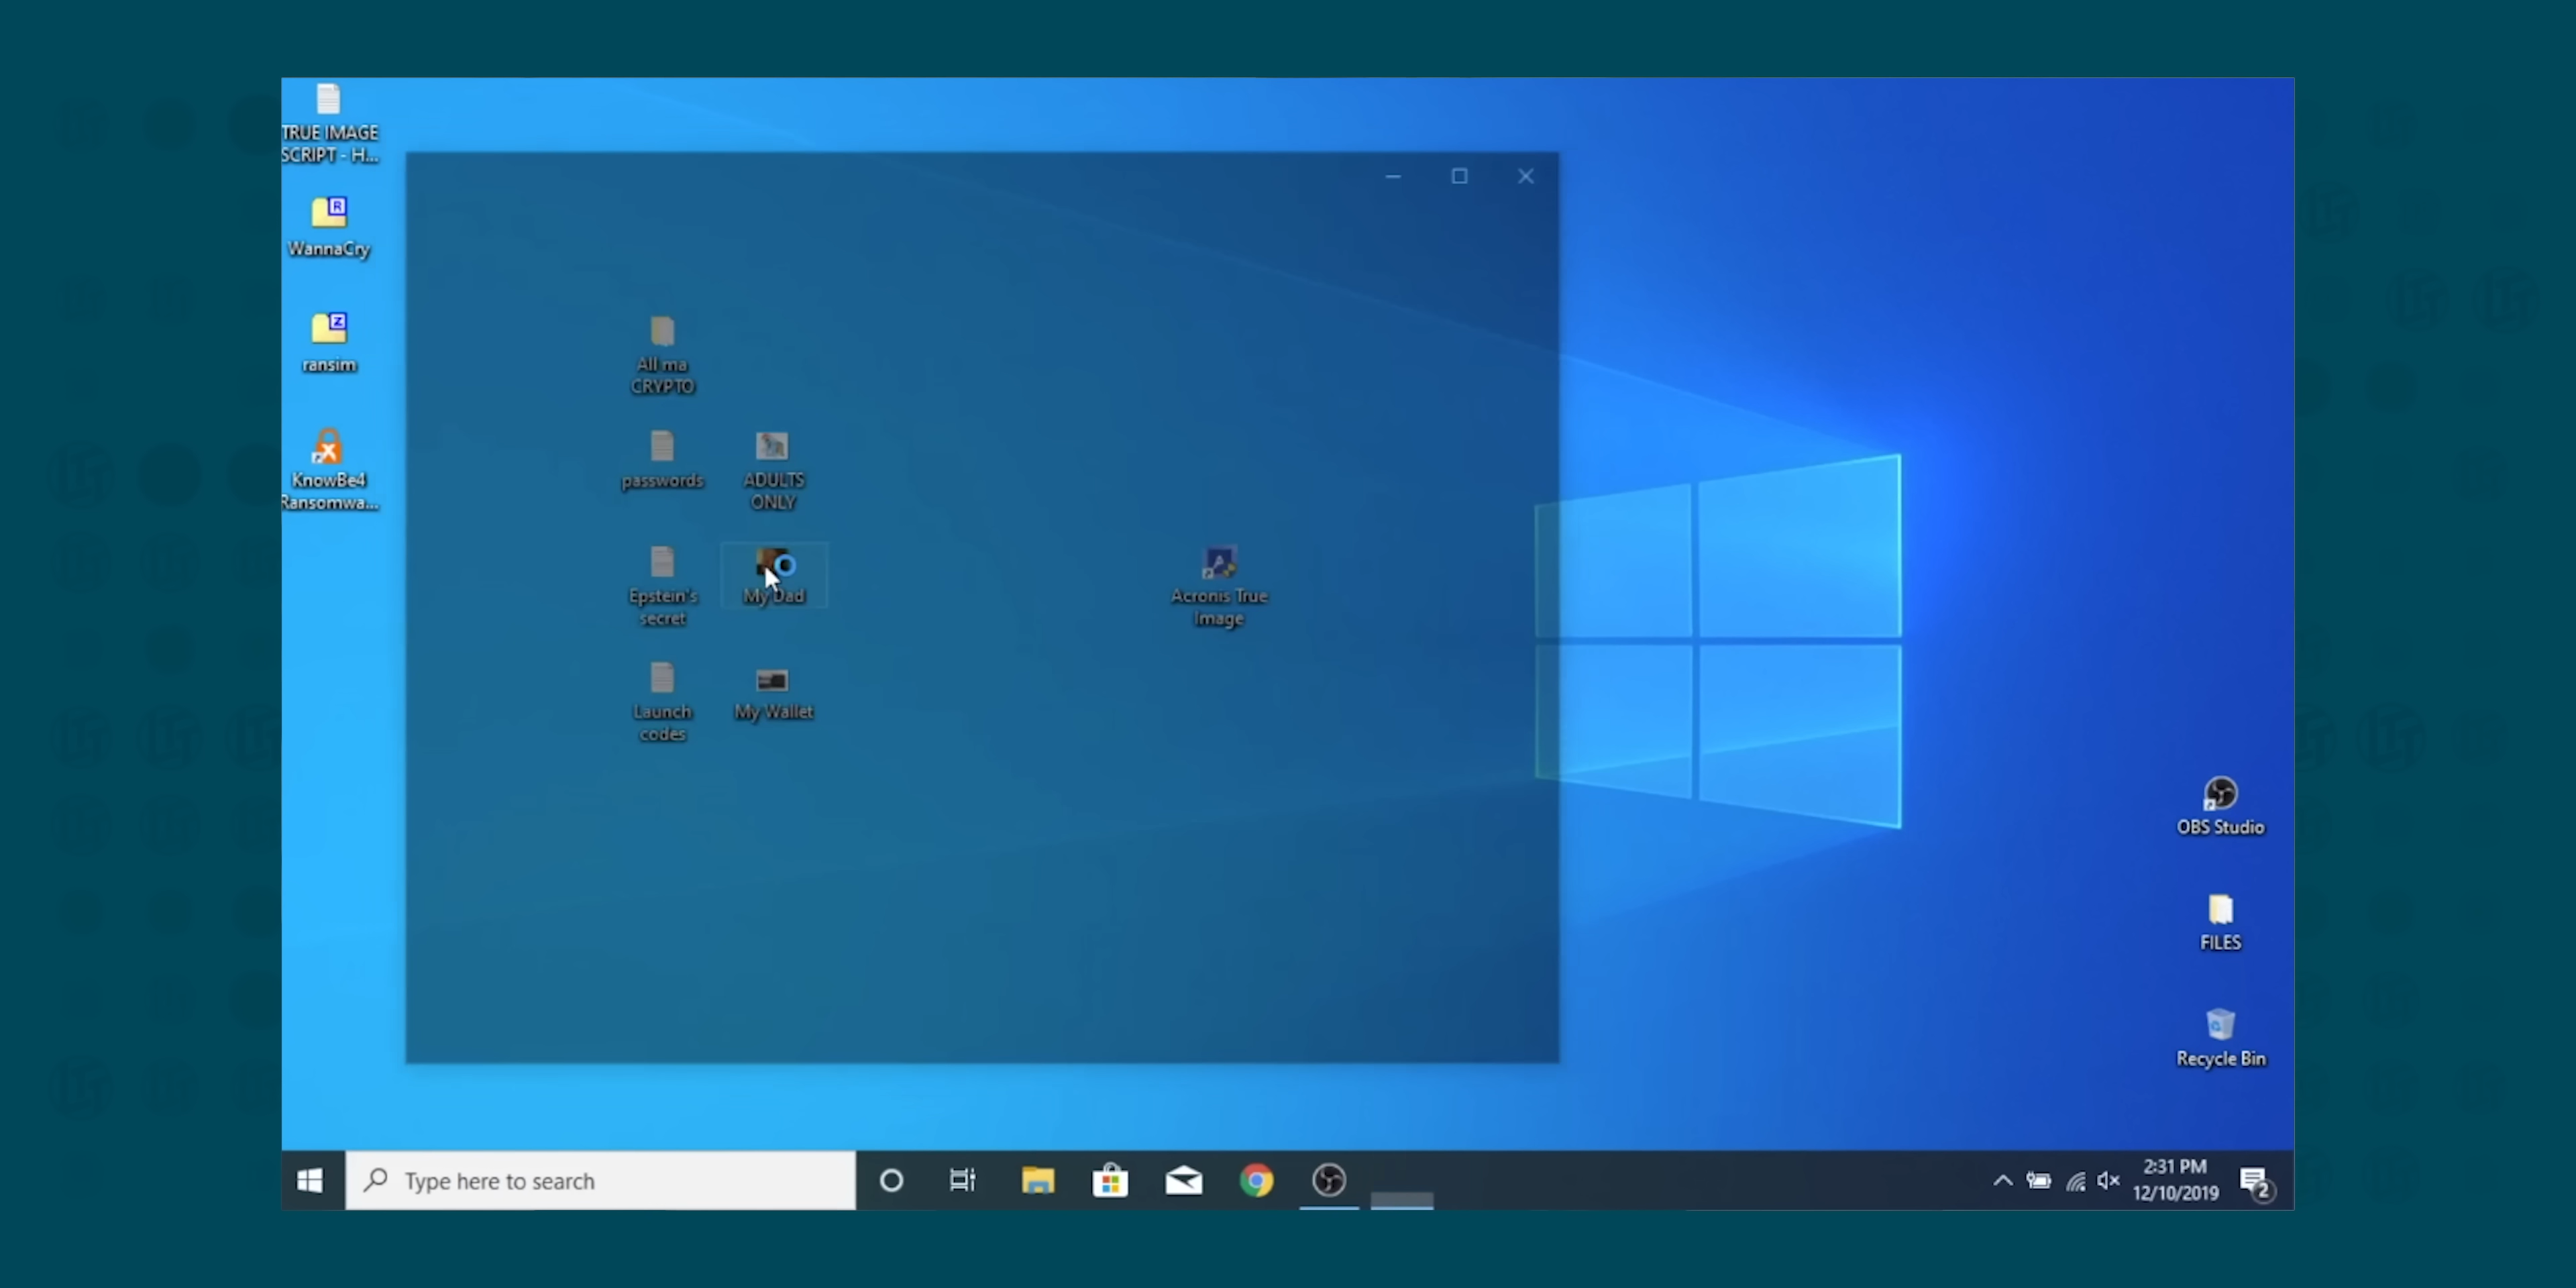 TRUE IMAGE
SCRIPT - H...
WannaCry
ransim
KnowBe4
Ransomwa...
All ma
CRYPTO
passwords
ADULTS
ONLY
Epstein's
secret
My Dad
Launch
codes
My Wallet
Acronis True
Image
OBS Studio
FILES
Recycle Bin
Type here to search
2:31 PM
12/10/2019
2